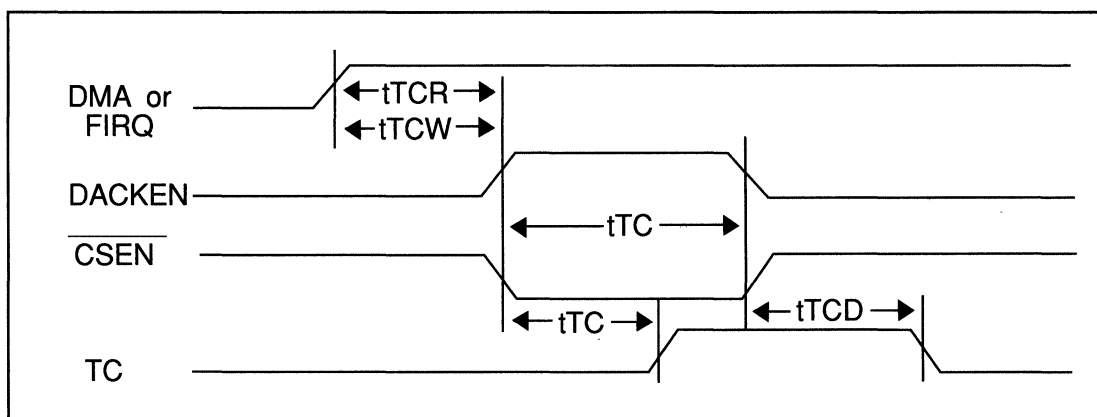 DMA or
FIRQ
tTCR
tTCW
DACKEN
tTC
CSEN
tTC
tTCD
TC